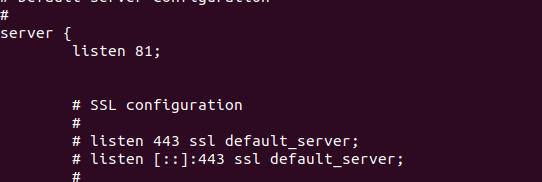 # Default server configuration
#
server {
listen 81;
# SSL configuration
#
# listen 443 ssl default_server;
# listen [::]:443 ssl default_server;
#